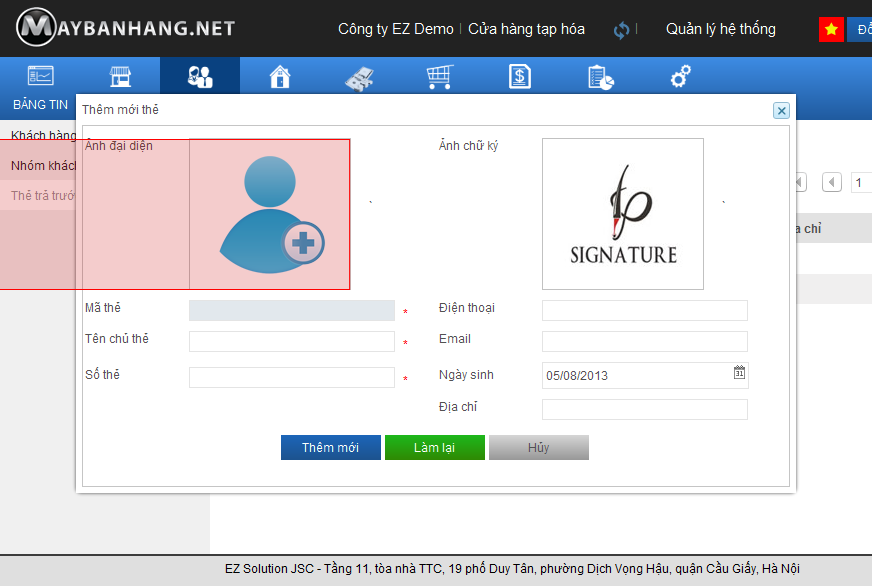 MAYBANHANG.NET
Công ty EZ Demo | Cửa hàng tạp hóa
Quản lý hệ thống
BẢNG TIN
Khách hàng
Thẻ trả trướ
Thêm mới thẻ
Ảnh đại diện
Ảnh chữ ký
SIGNATURE
Mã thẻ *
Điện thoại
Tên chủ thẻ *
Email
Số thẻ *
Ngày sinh 05/08/2013
Địa chỉ
Thêm mới
Làm lại
Hủy
1
chỉ
EZ Solution JSC - Tầng 11, tòa nhà TTC, 19 phố Duy Tân, phường Dịch Vọng Hậu, quận Cầu Giấy, Hà Nội